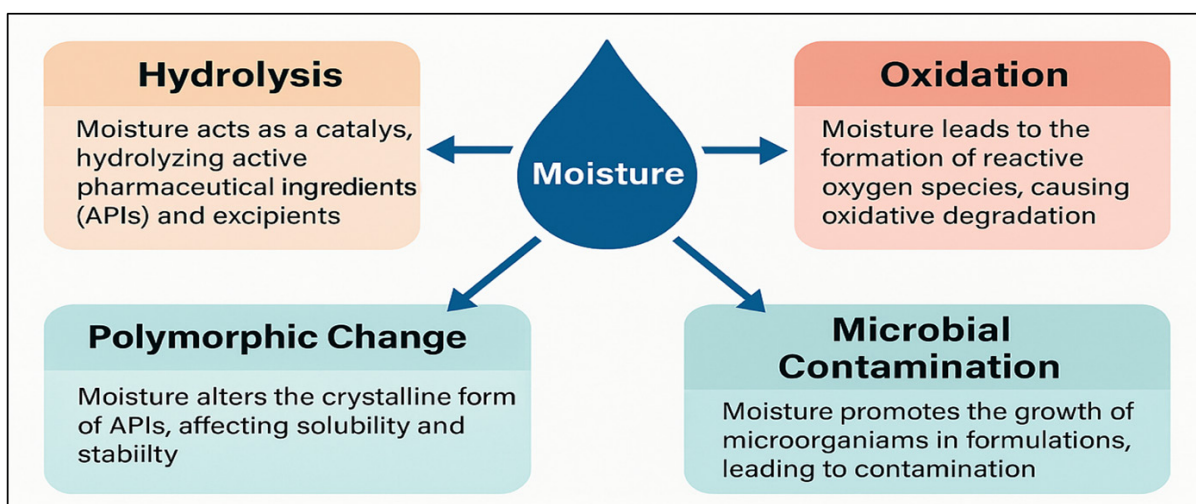 Hydrolysis
Moisture acts as a catalys,
hydrolyzing active
pharmaceutical ingredients
(APIs) and excipients
Moisture
Oxidation
Moisture leads to the
formation of reactive
oxygen species, causing
oxidative degradation
Polymorphic Change
Moisture alters the crystalline form
of APIs, affecting solubility and
stabiilty
Microbial
Contamination
Moisture promotes the growth of
microorganiams in formulations,
leading to contamination